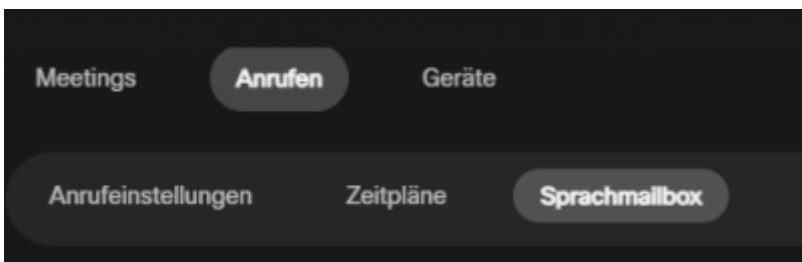 Meetings Anrufen Geräte
Anrufeinstellungen Zeitpläne Sprachmailbox